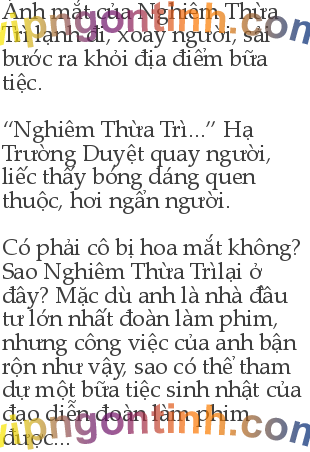 Ánh mắt của Nghiêm Thừa
Trì lạnh đi, xoay người, sải
bước ra khỏi địa điểm bữa
tiệc.
“Nghiêm Thừa Trì...” Hạ
Trường Duyệt quay người,
liếc thấy bóng dáng quen
thuộc, hơi ngẩn người.
Có phải cô bị hoa mắt không?
Sao Nghiêm Thừa Trìlại ở
đây? Mặc dù anh là nhà đầu
tư lớn nhất đoàn làm phim,
nhưng công việc của anh bận
rộn như vậy, sao có thể tham
dự một bữa tiệc sinh nhật của
đạo diễn đoàn làm phim
được...
vipngontinh.com
vipngontinh.com